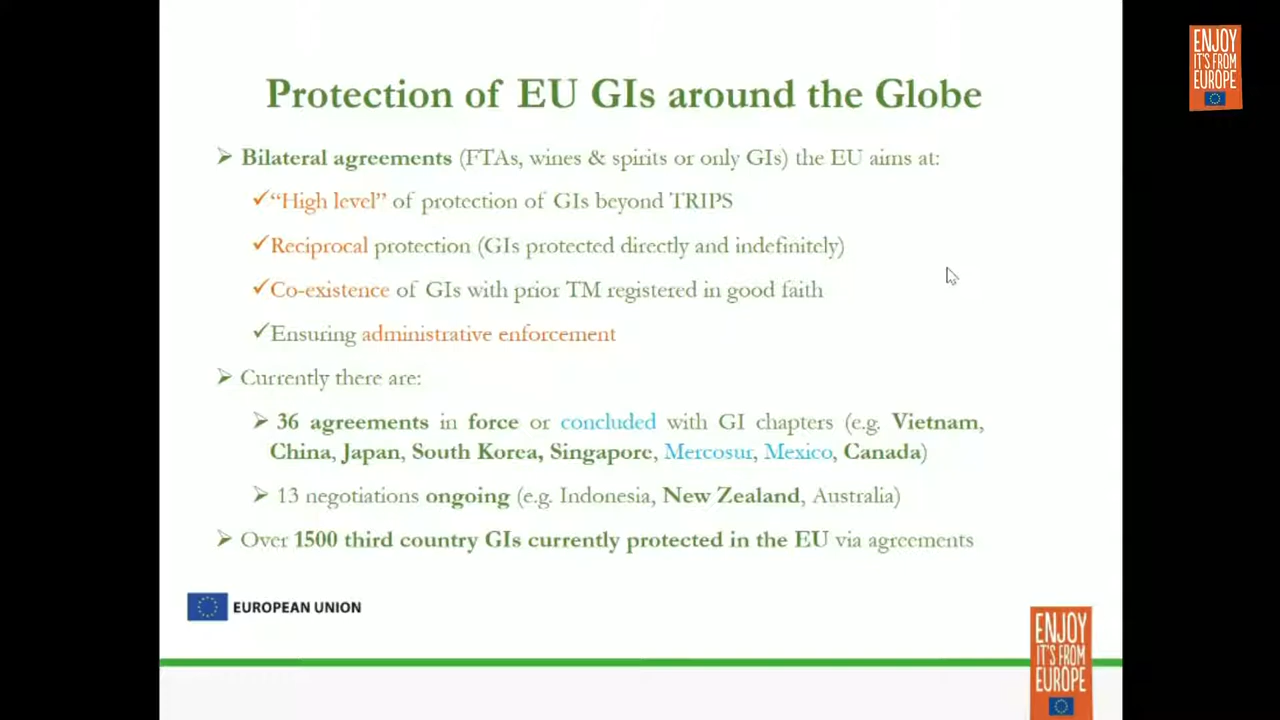 ENJOY
IT'S FROM
EUROPE
Protection of EU GIs around the Globe
➢ Bilateral agreements (FTAs, wines & spirits or only GIs) the EU aims at:
✓“High level” of protection of GIs beyond TRIPS
✓Reciprocal protection (GIs protected directly and indefinitely)
✓Co-existence of GIs with prior TM registered in good faith
✓Ensuring administrative enforcement
➢ Currently there are:
➢ 36 agreements in force or concluded with GI chapters (e.g. Vietnam,
China, Japan, South Korea, Singapore, Mercosur, Mexico, Canada)
➢ 13 negotiations ongoing (e.g. Indonesia, New Zealand, Australia)
➢ Over 1500 third country GIs currently protected in the EU via agreements
EUROPEAN UNION
ENJOY
IT'S FROM
EUROPE